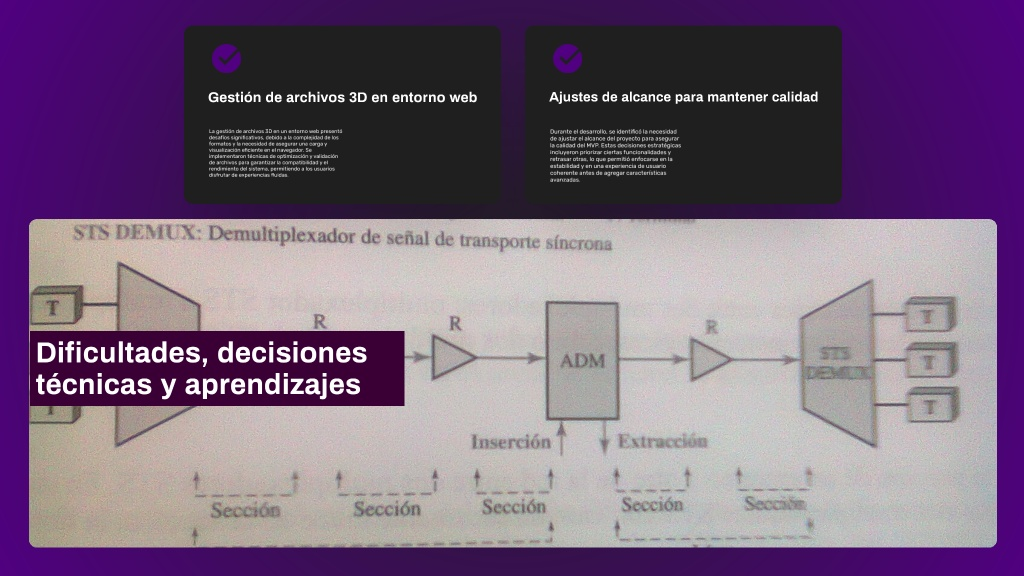 Gestión de archivos 3D en entorno web
La gestión de archivos 3D en un entorno web presentó
desafíos significativos, debido a la complejidad de los
formatos y la necesidad de asegurar una carga y
visualización eficiente en el navegador. Se
implementaron técnicas de optimización y validación
de archivos para garantizar la compatibilidad y el
rendimiento del sistema, permitiendo a los usuarios
disfrutar de experiencias fluidas.
Ajustes de alcance para mantener calidad
Durante el desarrollo, se identificó la necesidad
de ajustar el alcance del proyecto para asegurar
la calidad del MVP. Estas decisiones estratégicas
incluyeron priorizar ciertas funcionalidades y
retrasar otras, lo que permitió enfocarse en la
estabilidad y en una experiencia de usuario
coherente antes de agregar características
avanzadas.
STS DEMUX: Demultiplexador de señal de transporte síncrona
T
R
R
R
T
Dificultades, decisiones
técnicas y aprendizajes
ADM
STS
DEMUX
T
T
T
Inserción
Extracción
Sección
Sección
Sección
Sección
Sección